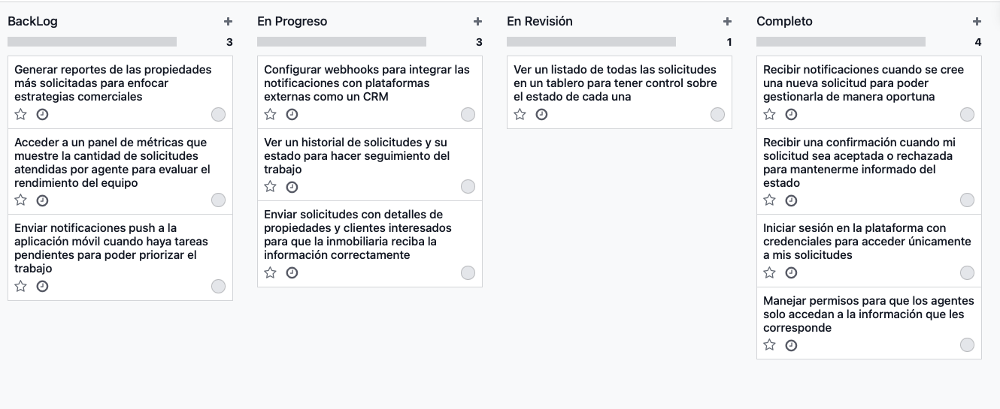 BackLog
3
Generar reportes de las propiedades
más solicitadas para enfocar
estrategias comerciales
Acceder a un panel de métricas que
muestre la cantidad de solicitudes
atendidas por agente para evaluar el
rendimiento del equipo
Enviar notificaciones push a la
aplicación móvil cuando haya tareas
pendientes para poder priorizar el
trabajo
En Progreso
3
Configurar webhooks para integrar las
notificaciones con plataformas
externas como un CRM
Ver un historial de solicitudes y su
estado para hacer seguimiento del
trabajo
Enviar solicitudes con detalles de
propiedades y clientes interesados
para que la inmobiliaria reciba la
información correctamente
En Revisión
1
Ver un listado de todas las solicitudes
en un tablero para tener control sobre
el estado de cada una
Completo
4
Recibir notificaciones cuando se cree
una nueva solicitud para poder
gestionarla de manera oportuna
Recibir una confirmación cuando mi
solicitud sea aceptada o rechazada
para mantenerme informado del
estado
Iniciar sesión en la plataforma con
credenciales para acceder únicamente
a mis solicitudes
Manejar permisos para que los agentes
solo accedan a la información que les
corresponde